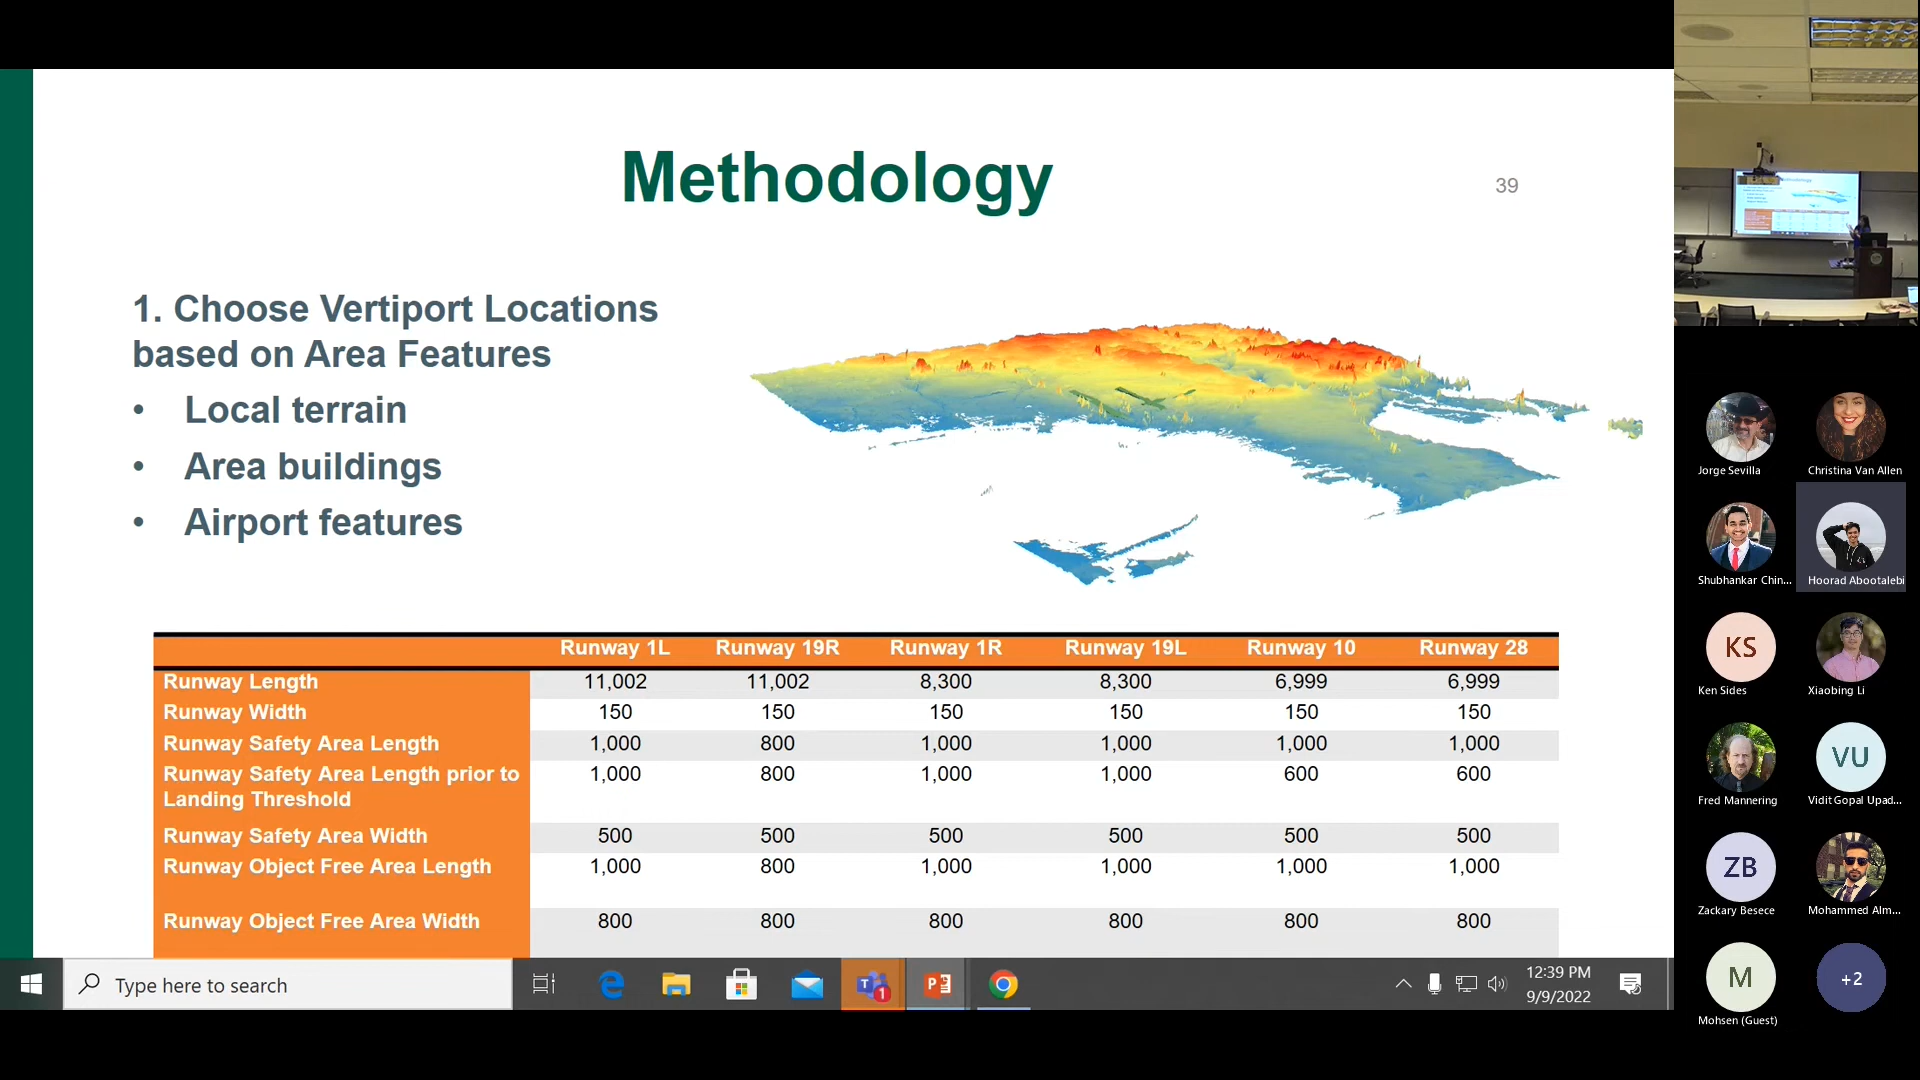 Methodology
39
1. Choose Vertiport Locations
based on Area Features
• Local terrain
• Area buildings
• Airport features
Runway 1L Runway 19R Runway 1R Runway 19L Runway 10 Runway 28
Runway Length 11,002 11,002 8,300 8,300 6,999 6,999
Runway Width 150 150 150 150 150 150
Runway Safety Area Length 1,000 800 1,000 1,000 1,000 1,000
Runway Safety Area Length prior to 1,000 800 1,000 1,000 600 600
Landing Threshold
Runway Safety Area Width 500 500 500 500 500 500
Runway Object Free Area Length 1,000 800 1,000 1,000 1,000 1,000
Runway Object Free Area Width 800 800 800 800 800 800
Type here to search
1
12:39 PM
9/9/2022
Jorge Sevilla Christina Van Allen
Shubhankar Chin... Hoorad Abootalebi
KS
Ken Sides Xiaobing Li
VU
Fred Mannering Vidit Gopal Upad...
ZB
Zackary Besece Mohammed Alm...
M +2
Mohsen (Guest)